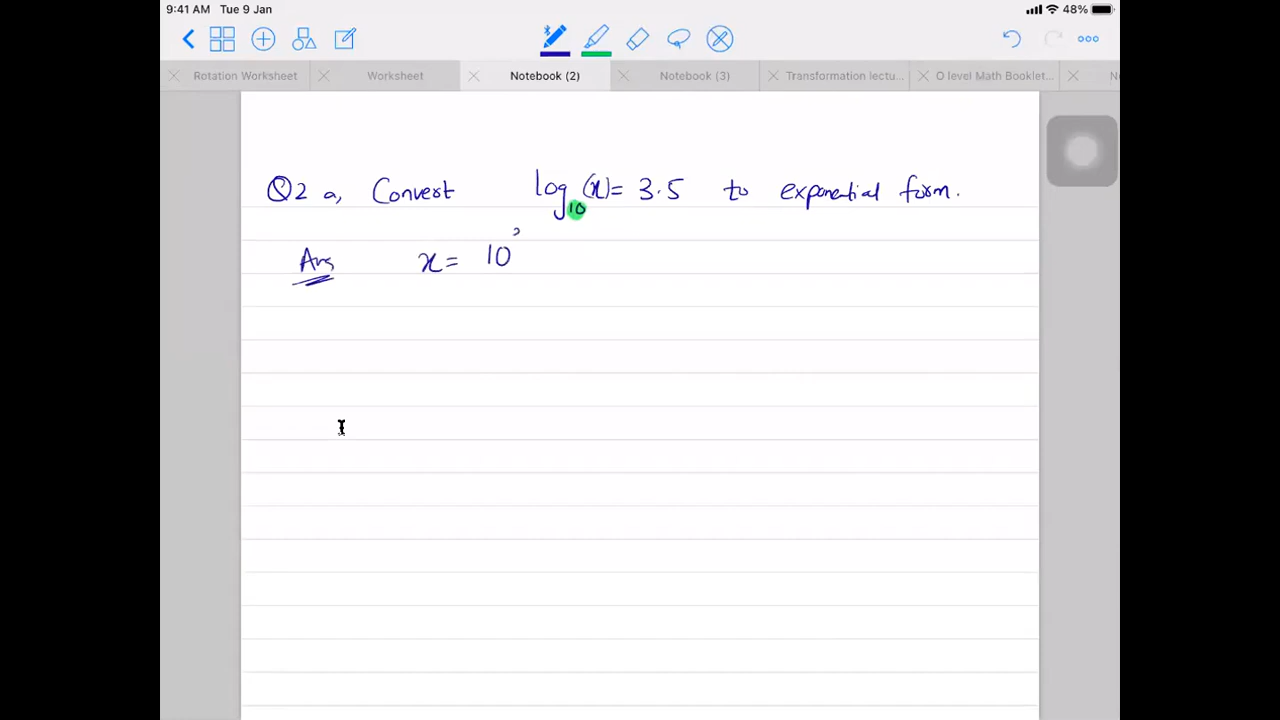 9:41 AM Tue 9 Jan 48%
Rotation Worksheet Worksheet Notebook (2) Notebook (3) Transformation lectu... O level Math Booklet...
Q2 a, Convert log₁₀(x) = 3.5 to exponential form.
Ans x = 10